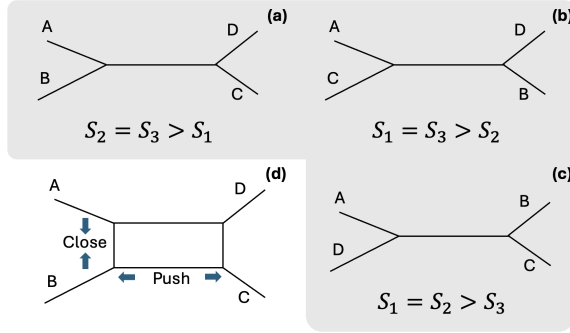 (a)
A
D
B
C
S₂ = S₃ > S₁
(b)
A
D
C
B
S₁ = S₃ > S₂
(c)
A
B
D
C
S₁ = S₂ > S₃
(d)
A
D
Close
Push
B
C